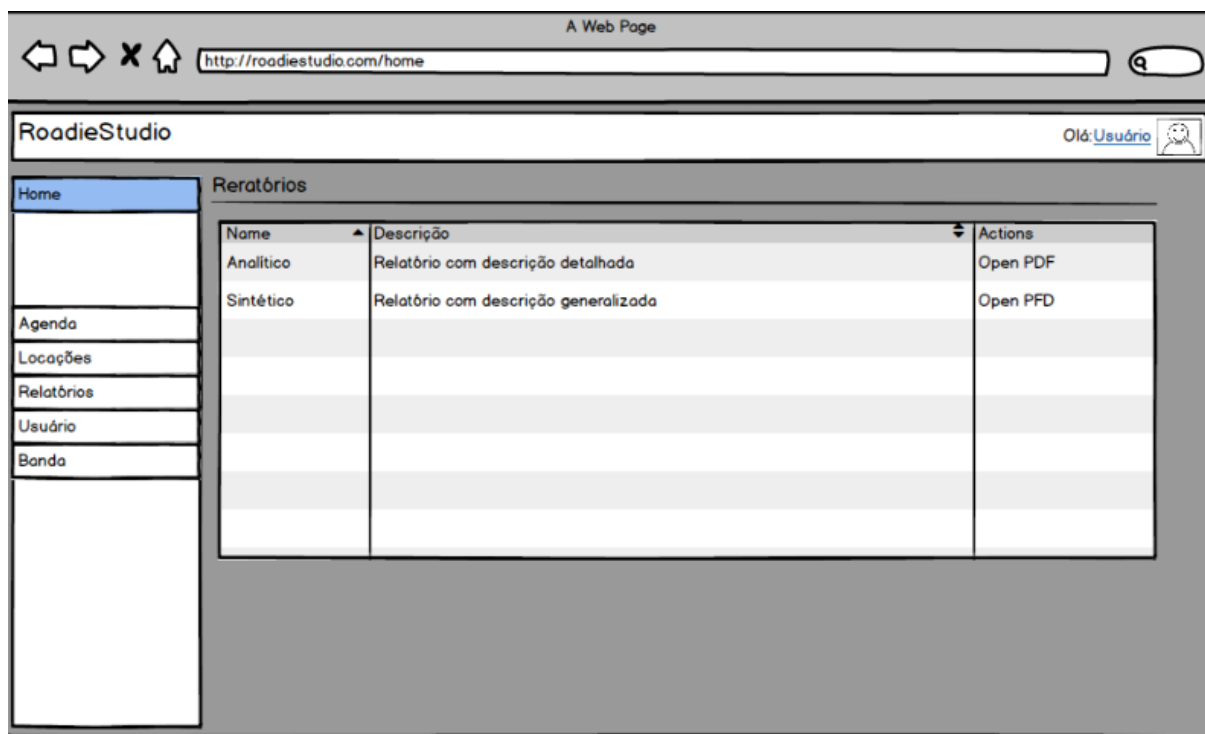 A Web Page
http://roadiestudio.com/home
RoadieStudio
Olá:Usuário
Home
Agenda
Locações
Relatórios
Usuário
Banda
Reratórios
Name Descrição Actions
Analítico Relatório com descrição detalhada Open PDF
Sintético Relatório com descrição generalizada Open PFD